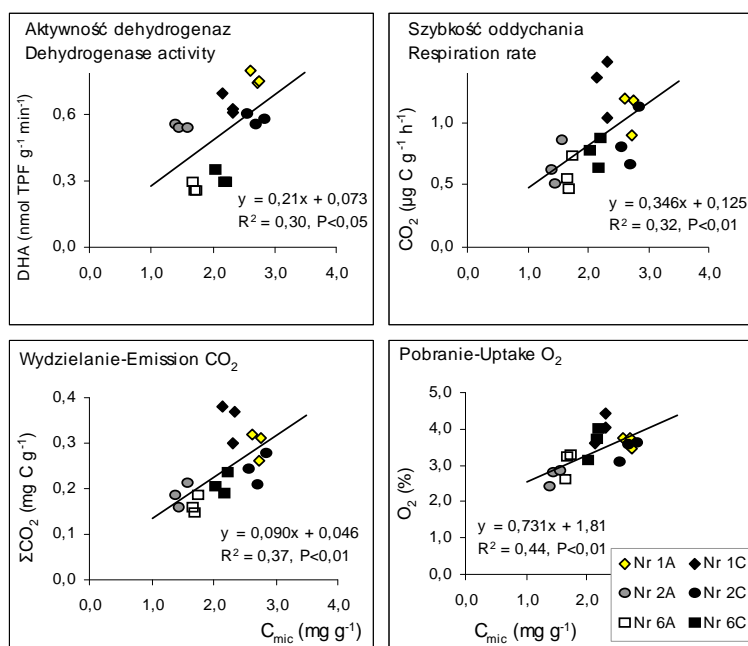 Aktywność dehydrogenaz
Dehydrogenase activity
DHA (nmol TPF g⁻¹ min⁻¹)
0,6
0,3
0,0
0,0 1,0 2,0 3,0 4,0
y = 0,21x + 0,073
R² = 0,30, P<0,05
Szybkość oddychania
Respiration rate
CO₂ (µg C g⁻¹ h⁻¹)
1,0
0,5
0,0
0,0 1,0 2,0 3,0 4,0
y = 0,346x + 0,125
R² = 0,32, P<0,01
Wydzielanie-Emission CO₂
ΣCO₂ (mg C g⁻¹)
0,4
0,3
0,2
0,1
0,0
0,0 1,0 2,0 3,0 4,0
y = 0,090x + 0,046
R² = 0,37, P<0,01
C mic (mg g⁻¹)
Pobranie-Uptake O₂
O₂ (%)
5,0
4,0
3,0
2,0
1,0
0,0
0,0 1,0 2,0
y = 0,731x + 1,81
R² = 0,44, P<0,01
C mic (mg g⁻¹)
Nr 1A Nr 1C
Nr 2A Nr 2C
Nr 6A Nr 6C